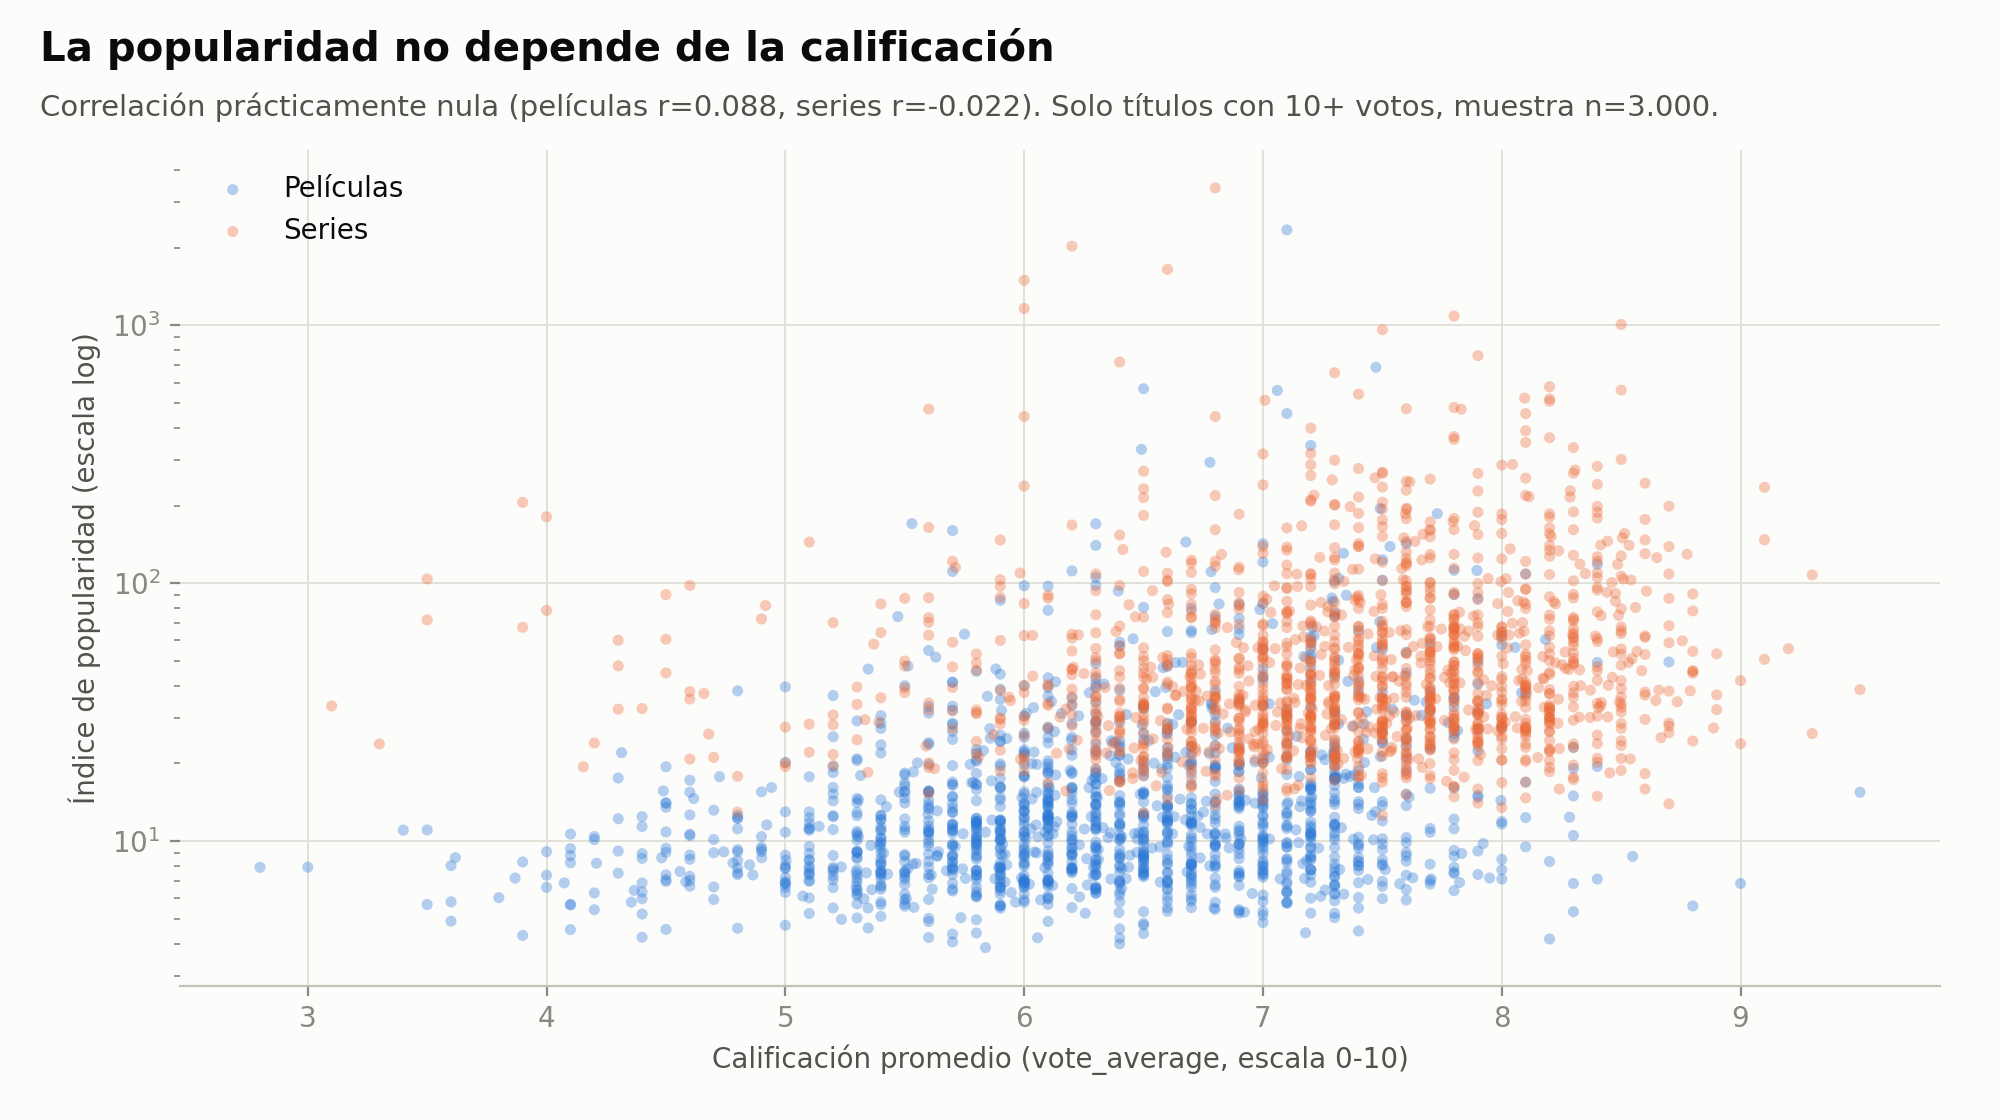 La popularidad no depende de la calificación
Correlación prácticamente nula (películas r=0.088, series r=-0.022). Solo títulos con 10+ votos, muestra n=3.000.
Películas
Series
Índice de popularidad (escala log)
10³
10²
10¹
3 4 5 6 7 8 9
Calificación promedio (vote_average, escala 0-10)